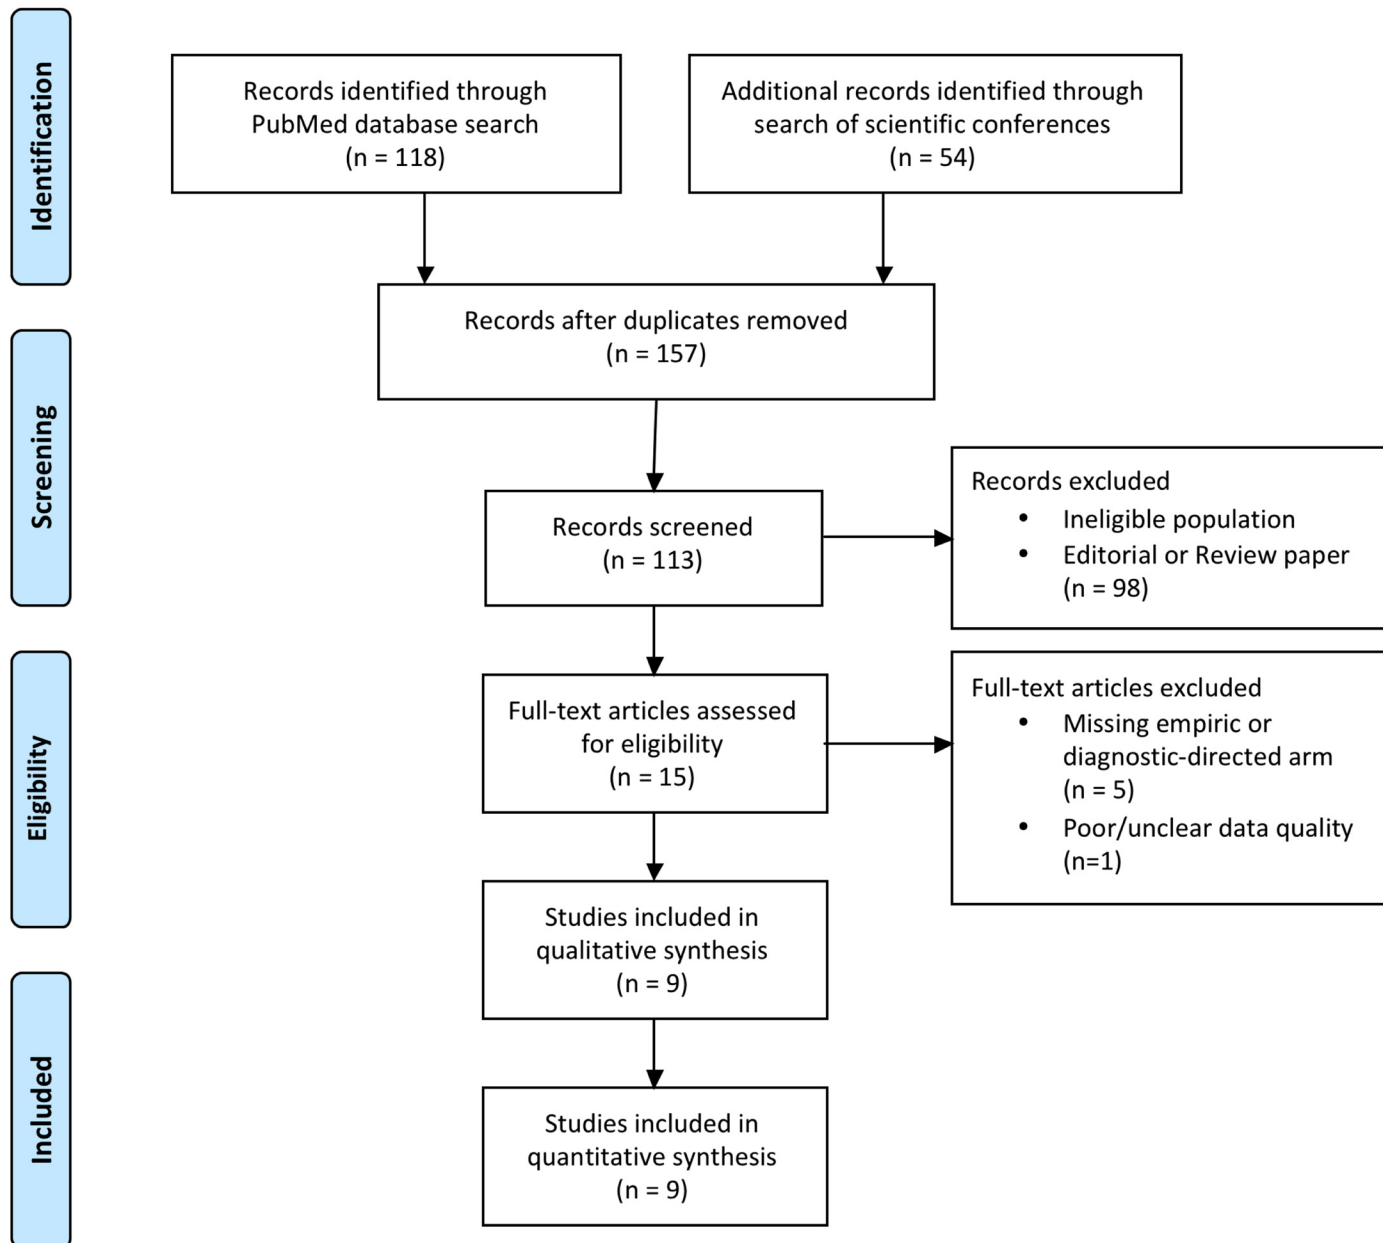 Identification
Records identified through
PubMed database search
(n = 118)
Additional records identified through
search of scientific conferences
(n = 54)
Records after duplicates removed
(n = 157)
Screening
Records screened
(n = 113)
Records excluded
• Ineligible population
• Editorial or Review paper
(n = 98)
Eligibility
Full-text articles assessed
for eligibility
(n = 15)
Full-text articles excluded
• Missing empiric or
diagnostic-directed arm
(n = 5)
• Poor/unclear data quality
(n=1)
Studies included in
qualitative synthesis
(n = 9)
Included
Studies included in
quantitative synthesis
(n = 9)